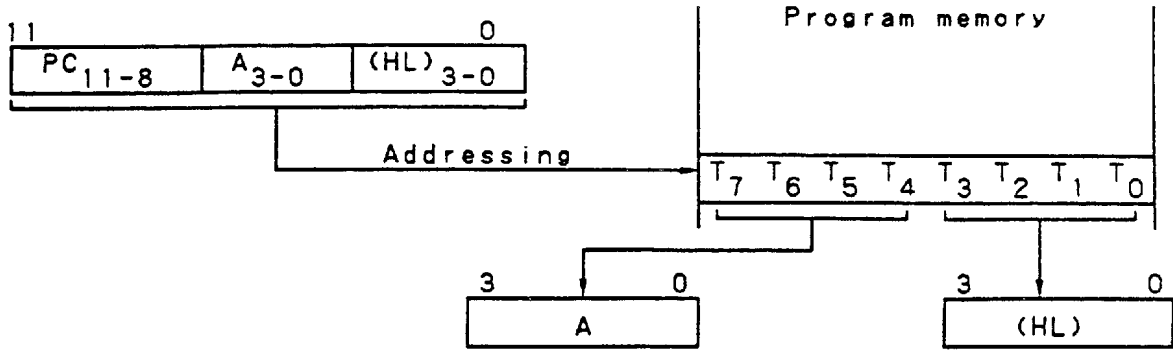 Program memory
11 0
PC11-8 A3-0 (HL)3-0
Addressing
T7 T6 T5 T4 T3 T2 T1 T0
3 0 3 0
A (HL)